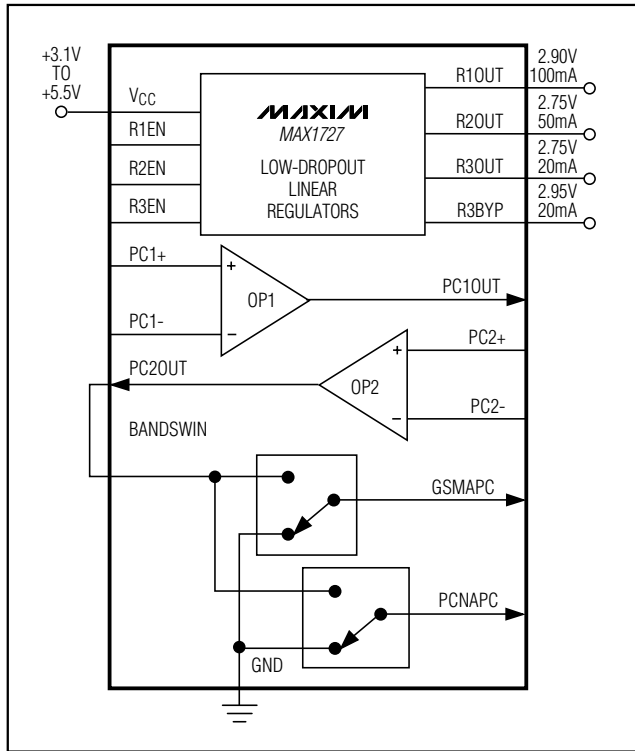 +3.1V
TO
+5.5V
VCC
R1EN
R2EN
R3EN
MAXIM
MAX1727
LOW-DROPOUT
LINEAR
REGULATORS
R1OUT
2.90V
100mA
R2OUT
2.75V
50mA
R3OUT
2.75V
20mA
R3BYP
2.95V
20mA
PC1+
+
OP1
PC1-
−
PC1OUT
PC2+
+
OP2
PC2-
−
PC2OUT
BANDSWIN
GSMAPC
PCNAPC
GND